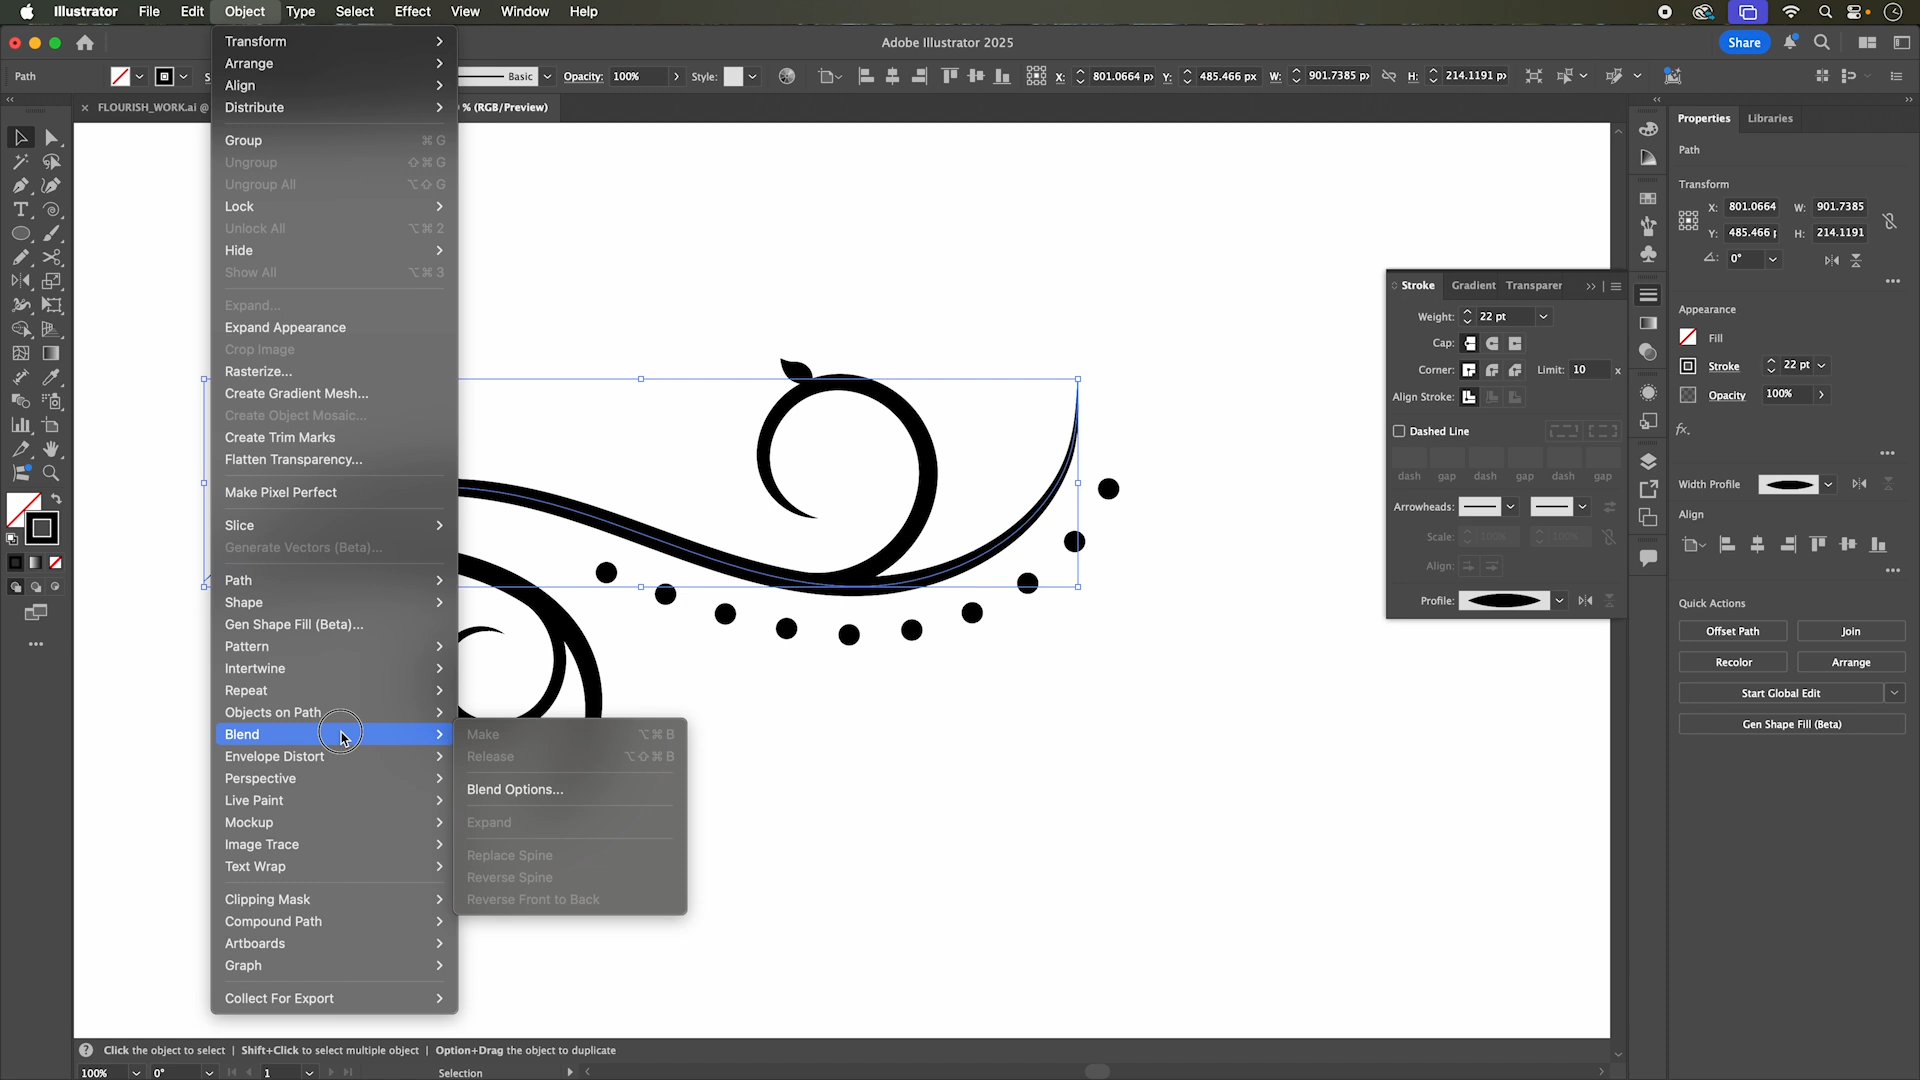 Illustrator File Edit Object Type Select Effect View Window Help
Adobe Illustrator 2025
Share
Path
Basic
Opacity: 100%
Style:
X: 801.0664 p
Y: 485.466 px
W: 901.7385 p
H: 214.1191 p
FLOURISH_WORK.ai @
% (RGB/Preview)
Transform
Arrange
Align
Distribute
Group ⌘ G
Ungroup ⇧ ⌘ G
Ungroup All ⌥ ⇧ G
Lock
Unlock All ⌥ ⌘ 2
Hide
Show All ⌥ ⌘ 3
Expand...
Expand Appearance
Crop Image
Rasterize...
Create Gradient Mesh...
Create Object Mosaic...
Create Trim Marks
Flatten Transparency...
Make Pixel Perfect
Slice
Generate Vectors (Beta)...
Path
Shape
Gen Shape Fill (Beta)...
Pattern
Intertwine
Repeat
Objects on Path
Blend
Envelope Distort
Perspective
Live Paint
Mockup
Image Trace
Text Wrap
Clipping Mask
Compound Path
Artboards
Graph
Collect For Export
Make ⌥ ⌘ B
Release ⌥ ⇧ ⌘ B
Blend Options...
Expand
Replace Spine
Reverse Spine
Reverse Front to Back
Stroke Gradient Transparer
Weight: 22 pt
Cap:
Corner: Limit: 10 x
Align Stroke:
Dashed Line
dash gap dash gap dash gap
Arrowheads:
Scale: 100% 100%
Align:
Profile:
Properties Libraries
Path
Transform
X: 801.0664 W: 901.7385
Y: 485.466 H: 214.1191
0°
Appearance
Fill
Stroke 22 pt
Opacity 100%
fx.
Width Profile
Align
Quick Actions
Offset Path Join
Recolor Arrange
Start Global Edit
Gen Shape Fill (Beta)
Click the object to select | Shift+Click to select multiple object | Option+Drag the object to duplicate
100% 0° 1 Selection